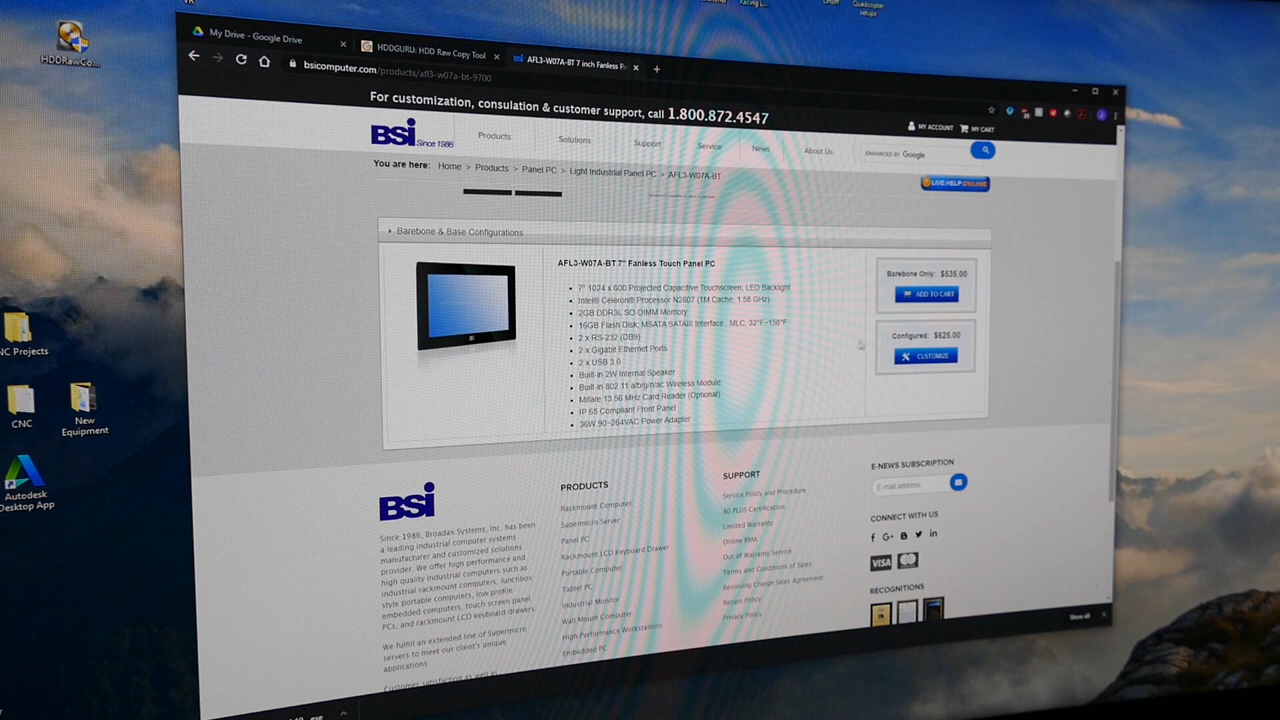 HDDRawCo...
NC Projects
CNC
New
Equipment
Autodesk
Desktop App
My Drive - Google Drive
HDDGURU: HDD Raw Copy Tool
AFL3-W07A-BT 7 inch Fanless P
bsicomputer.com/products/afl3-w07a-bt-9700
For customization, consulation & customer support, call 1.800.872.4547
MY ACCOUNT MY CART
BSi Since 1986
Products Solutions Support Service News About Us
ENHANCED BY Google
You are here: Home > Products > Panel PC > Light Industrial Panel PC > AFL3-W07A-BT
LIVE HELP ONLINE
Barebone & Base Configurations
AFL3-W07A-BT 7" Fanless Touch Panel PC
7" 1024 x 600 Projected Capacitive Touchscreen, LED Backlight
Intel® Celeron® Processor N2807 (1M Cache, 1.58 GHz)
2GB DDR3L SO-DIMM Memory
16GB Flash Disk, MSATA SATAIII Interface , MLC, 32°F~158°F
2 x RS-232 (DB9)
2 x Gigabit Ethernet Ports
2 x USB 3.0
Built-in 2W Internal Speaker
Built-in 802.11 a/b/g/n/ac Wireless Module
Mifare 13.56 MHz Card Reader (Optional)
IP 65 Compliant Front Panel
36W 90~264VAC Power Adapter
Barebone Only: $535.00
ADD TO CART
Configured: $625.00
CUSTOMIZE
BSi
Since 1986, Broadax Systems, Inc. has been
a leading industrial computer systems
manufacturer and customized solutions
provider. We offer high performance and
high quality industrial computers such as
industrial rackmount computers, lunchbox
style portable computers, low profile
embedded computers, touch screen panel
PCs, and rackmount LCD keyboard drawers.
We fulfill an extended line of Supermicro
servers to meet our client's unique
applications
Customer satisfaction as well as
PRODUCTS
Rackmount Computer
Supermicro Server
Panel PC
Rackmount LCD Keyboard Drawer
Portable Computer
Tablet PC
Industrial Monitor
Wall Mount Computer
High Performance Workstations
Embedded PC
SUPPORT
Service Policy and Procedure
80 PLUS Certification
Limited Warranty
Online RMA
Out of Warranty Service
Terms and Conditions of Sales
Revolving Charge Sales Agreement
Return Policy
Privacy Policy
E-NEWS SUBSCRIPTION
E-mail address
CONNECT WITH US
VISA
RECOGNITIONS
Show all